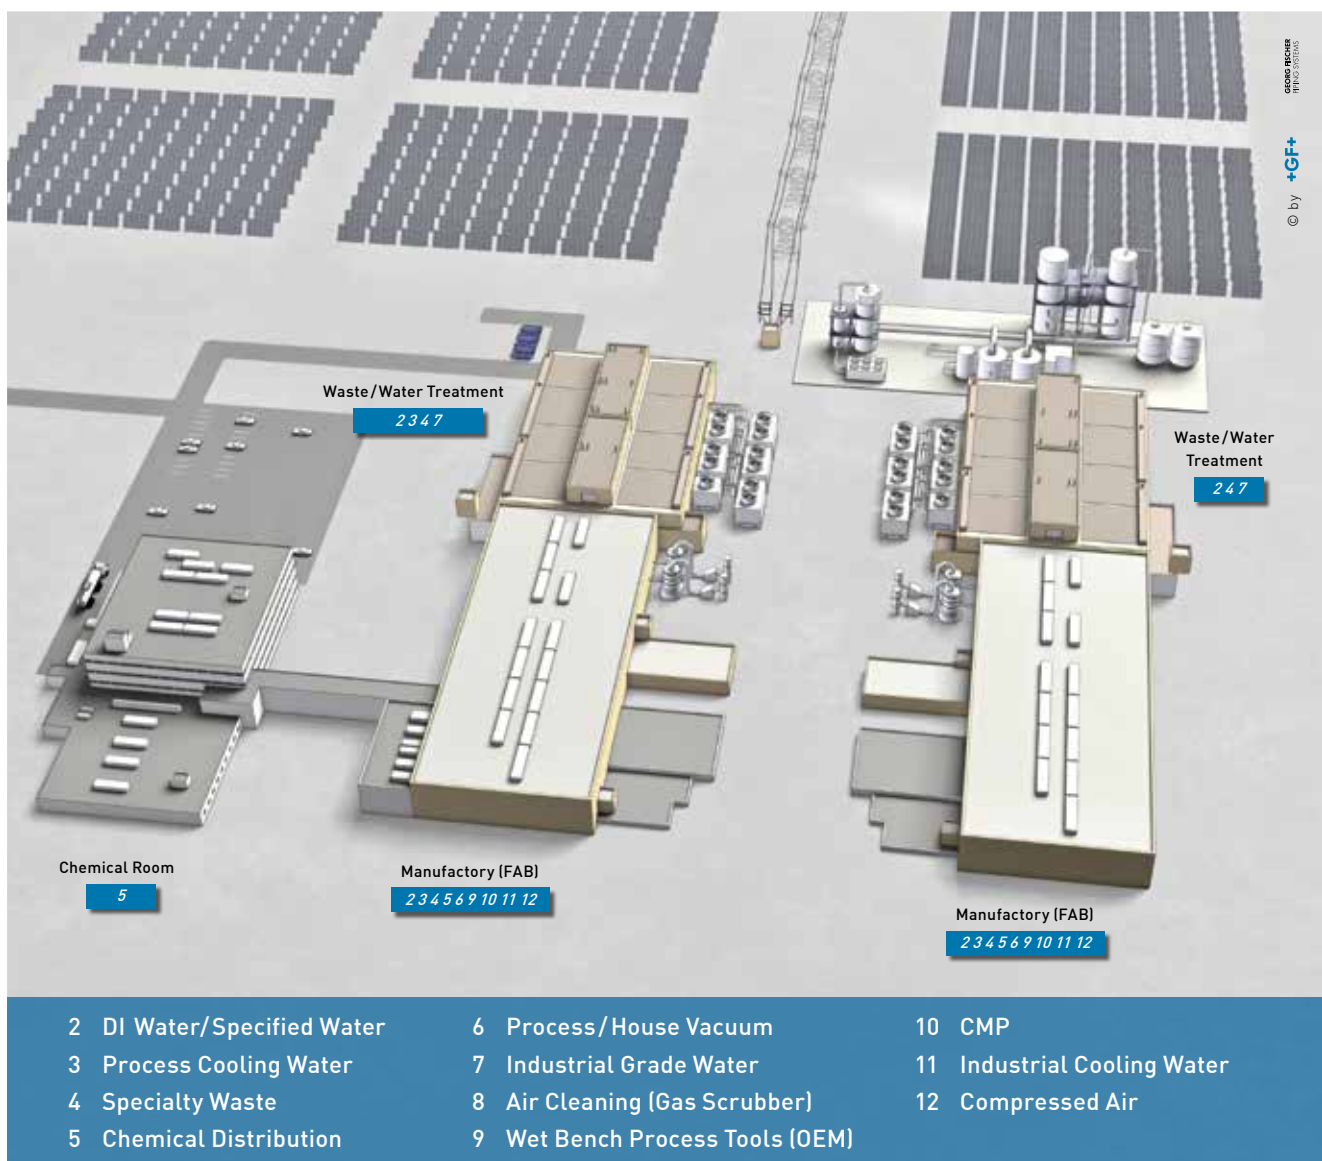 GEORG FISCHER
PIPING SYSTEMS
© by +GF+
Waste/Water Treatment
2 3 4 7
Waste/Water
Treatment
2 4 7
Chemical Room
5
Manufactory (FAB)
2 3 4 5 6 9 10 11 12
Manufactory (FAB)
2 3 4 5 6 9 10 11 12
2 DI Water/Specified Water
3 Process Cooling Water
4 Specialty Waste
5 Chemical Distribution
6 Process/House Vacuum
7 Industrial Grade Water
8 Air Cleaning (Gas Scrubber)
9 Wet Bench Process Tools (OEM)
10 CMP
11 Industrial Cooling Water
12 Compressed Air